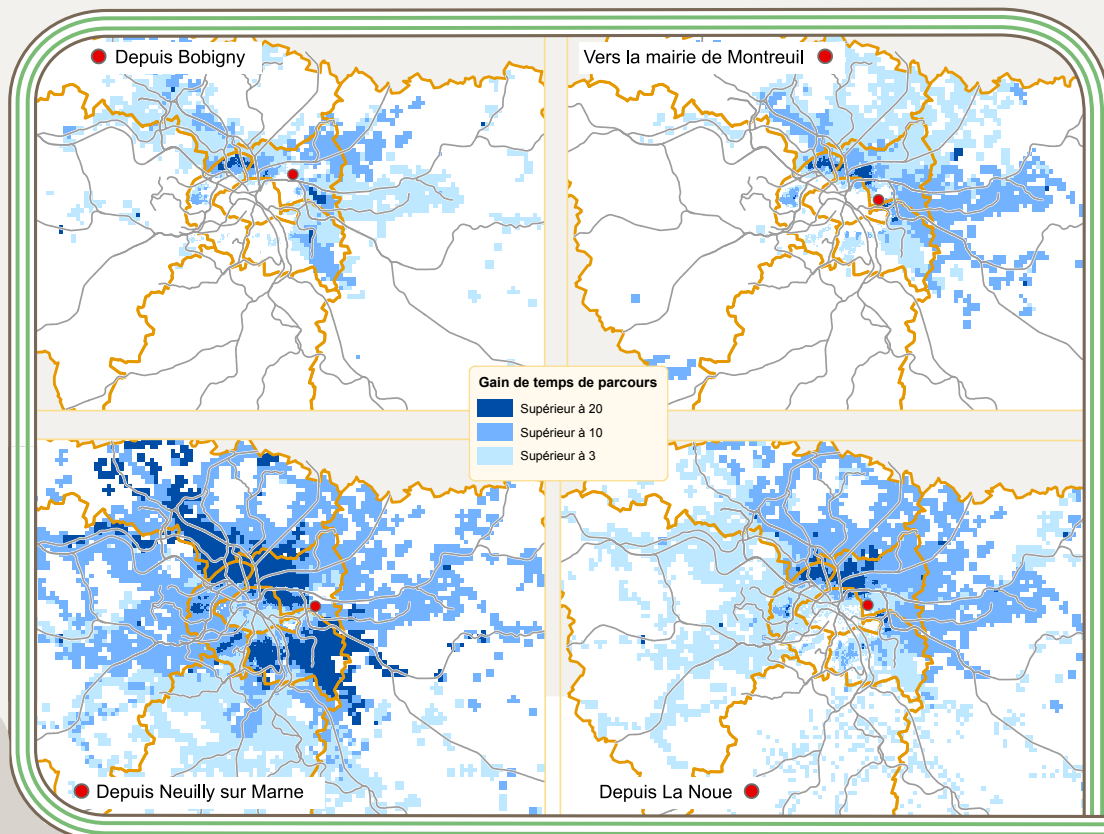 Depuis Bobigny
Vers la mairie de Montreuil
Gain de temps de parcours
Supérieur à 20
Supérieur à 10
Supérieur à 3
Depuis Neuilly sur Marne
Depuis La Noue